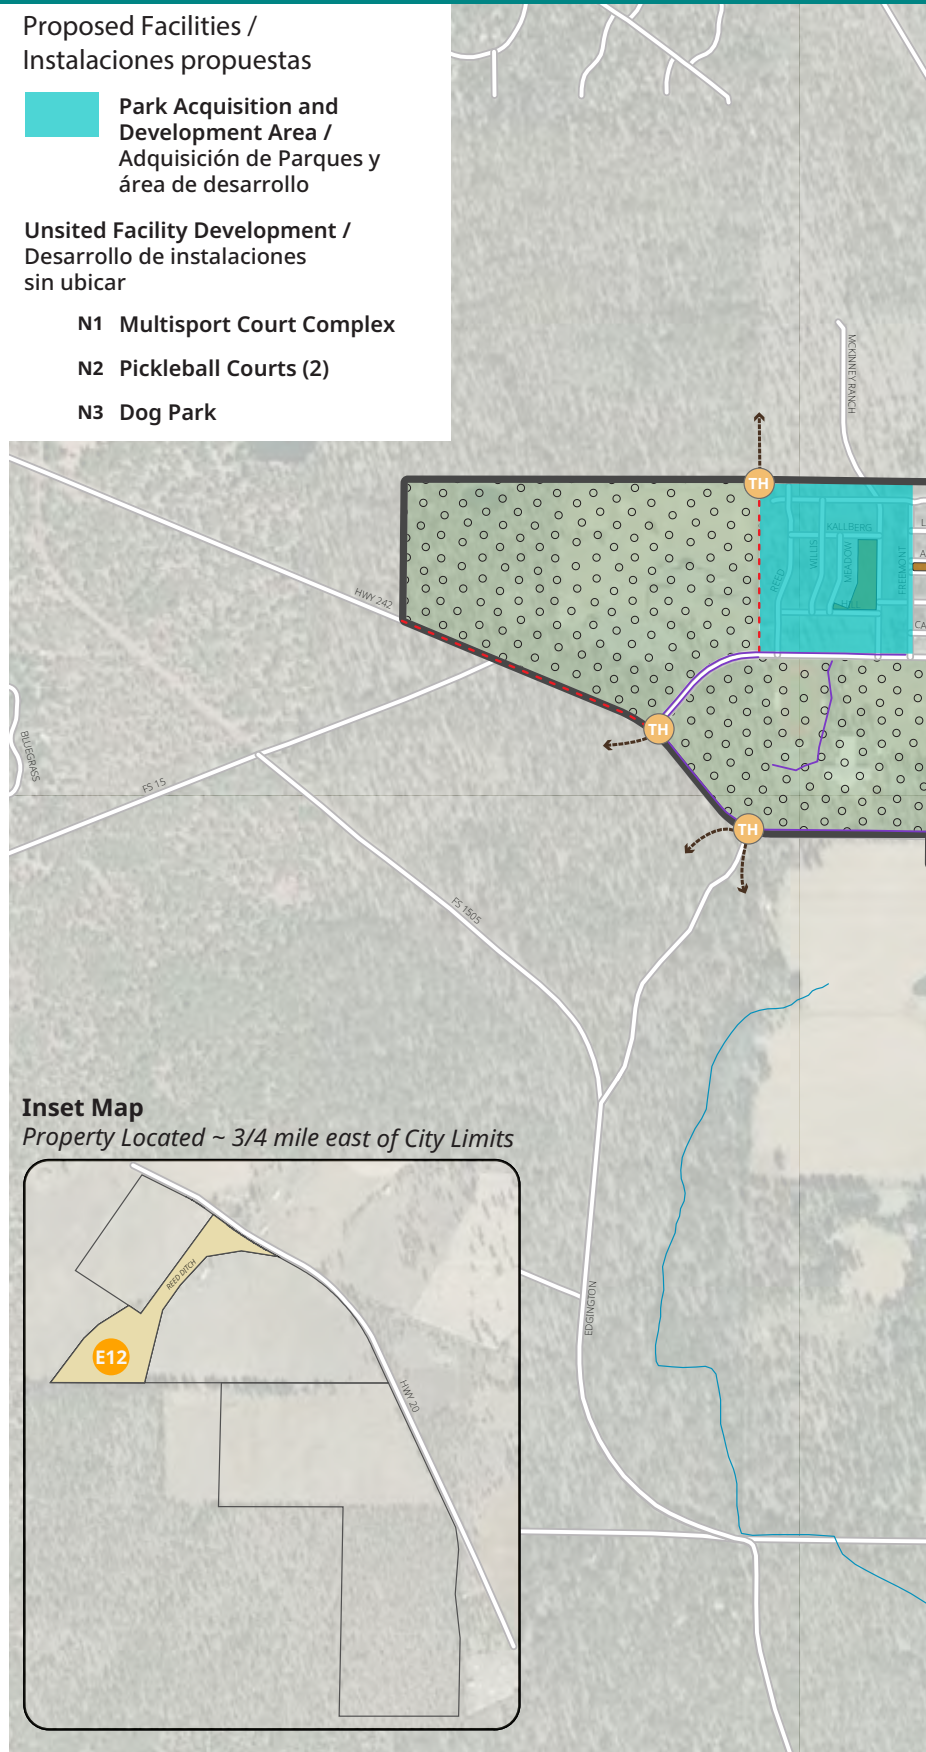 Proposed Facilities /
Instalaciones propuestas
Park Acquisition and
Development Area /
Adquisición de Parques y
área de desarrollo
Unsited Facility Development /
Desarrollo de instalaciones
sin ubicar
N1 Multisport Court Complex
N2 Pickleball Courts (2)
N3 Dog Park
MCKINNEY RANCH
TH
KALLBERG
L
REED
WILLIS
MEADOW
FREEMONT
A
CA
HWY 242
TH
BLUEGRASS
FS 15
TH
FS 1505
Inset Map
Property Located ~ 3/4 mile east of City Limits
REED DITCH
E12
HWY 20
EDGINGTON